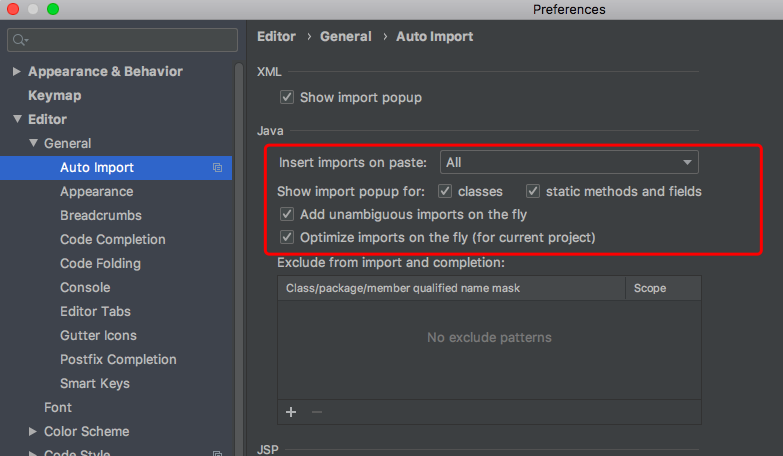 Preferences
Editor › General › Auto Import
Appearance & Behavior
Keymap
Editor
General
Auto Import
Appearance
Breadcrumbs
Code Completion
Code Folding
Console
Editor Tabs
Gutter Icons
Postfix Completion
Smart Keys
Font
Color Scheme
Code Style
XML
Show import popup
Java
Insert imports on paste: All
Show import popup for: classes static methods and fields
Add unambiguous imports on the fly
Optimize imports on the fly (for current project)
Exclude from import and completion:
Class/package/member qualified name mask Scope
No exclude patterns
JSP